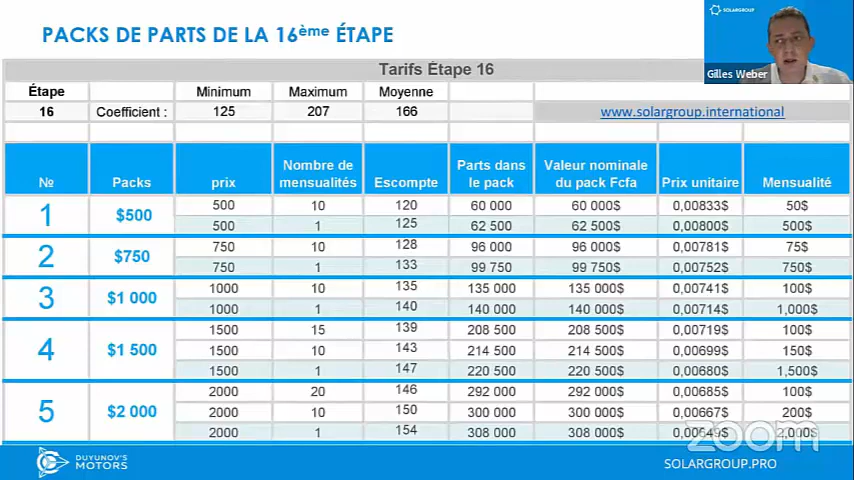 SOLARGROUP
PACKS DE PARTS DE LA 16ème ÉTAPE
Gilles Weber
Tarifs Étape 16
Étape Minimum Maximum Moyenne
16 Coefficient : 125 207 166 www.solargroup.international
№ Packs prix Nombre de mensualités Escompte Parts dans le pack Valeur nominale du pack Fcfa Prix unitaire Mensualité
1 $500
500 10 120 60 000 60 000$ 0,00833$ 50$
500 1 125 62 500 62 500$ 0,00800$ 500$
2 $750
750 10 128 96 000 96 000$ 0,00781$ 75$
750 1 133 99 750 99 750$ 0,00752$ 750$
3 $1 000
1000 10 135 135 000 135 000$ 0,00741$ 100$
1000 1 140 140 000 140 000$ 0,00714$ 1,000$
4 $1 500
1500 15 139 208 500 208 500$ 0,00719$ 100$
1500 10 143 214 500 214 500$ 0,00699$ 150$
1500 1 147 220 500 220 500$ 0,00680$ 1,500$
5 $2 000
2000 20 146 292 000 292 000$ 0,00685$ 100$
2000 10 150 300 000 300 000$ 0,00667$ 200$
2000 1 154 308 000 308 000$ 0,00649$ 2,000$
zoom
DUYUNOV'S
MOTORS
SOLARGROUP.PRO